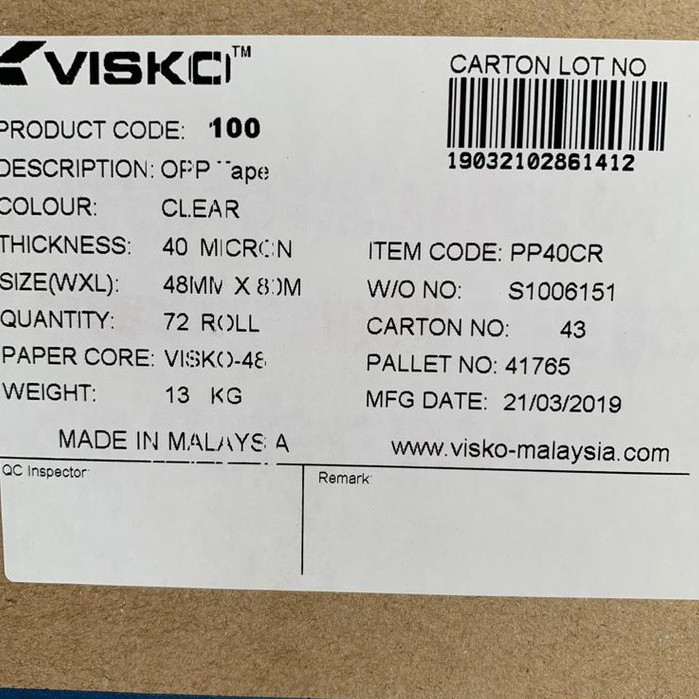 VISKO™
CARTON LOT NO
19032102861412
PRODUCT CODE: 100
DESCRIPTION: OPP Tape
COLOUR: CLEAR
THICKNESS: 40 MICRON
SIZE(WXL): 48MM X 80M
QUANTITY: 72 ROLL
PAPER CORE: VISKO-48
WEIGHT: 13 KG
MADE IN MALAYSIA
ITEM CODE: PP40CR
W/O NO: S1006151
CARTON NO: 43
PALLET NO: 41765
MFG DATE: 21/03/2019
www.visko-malaysia.com
QC Inspector
Remark